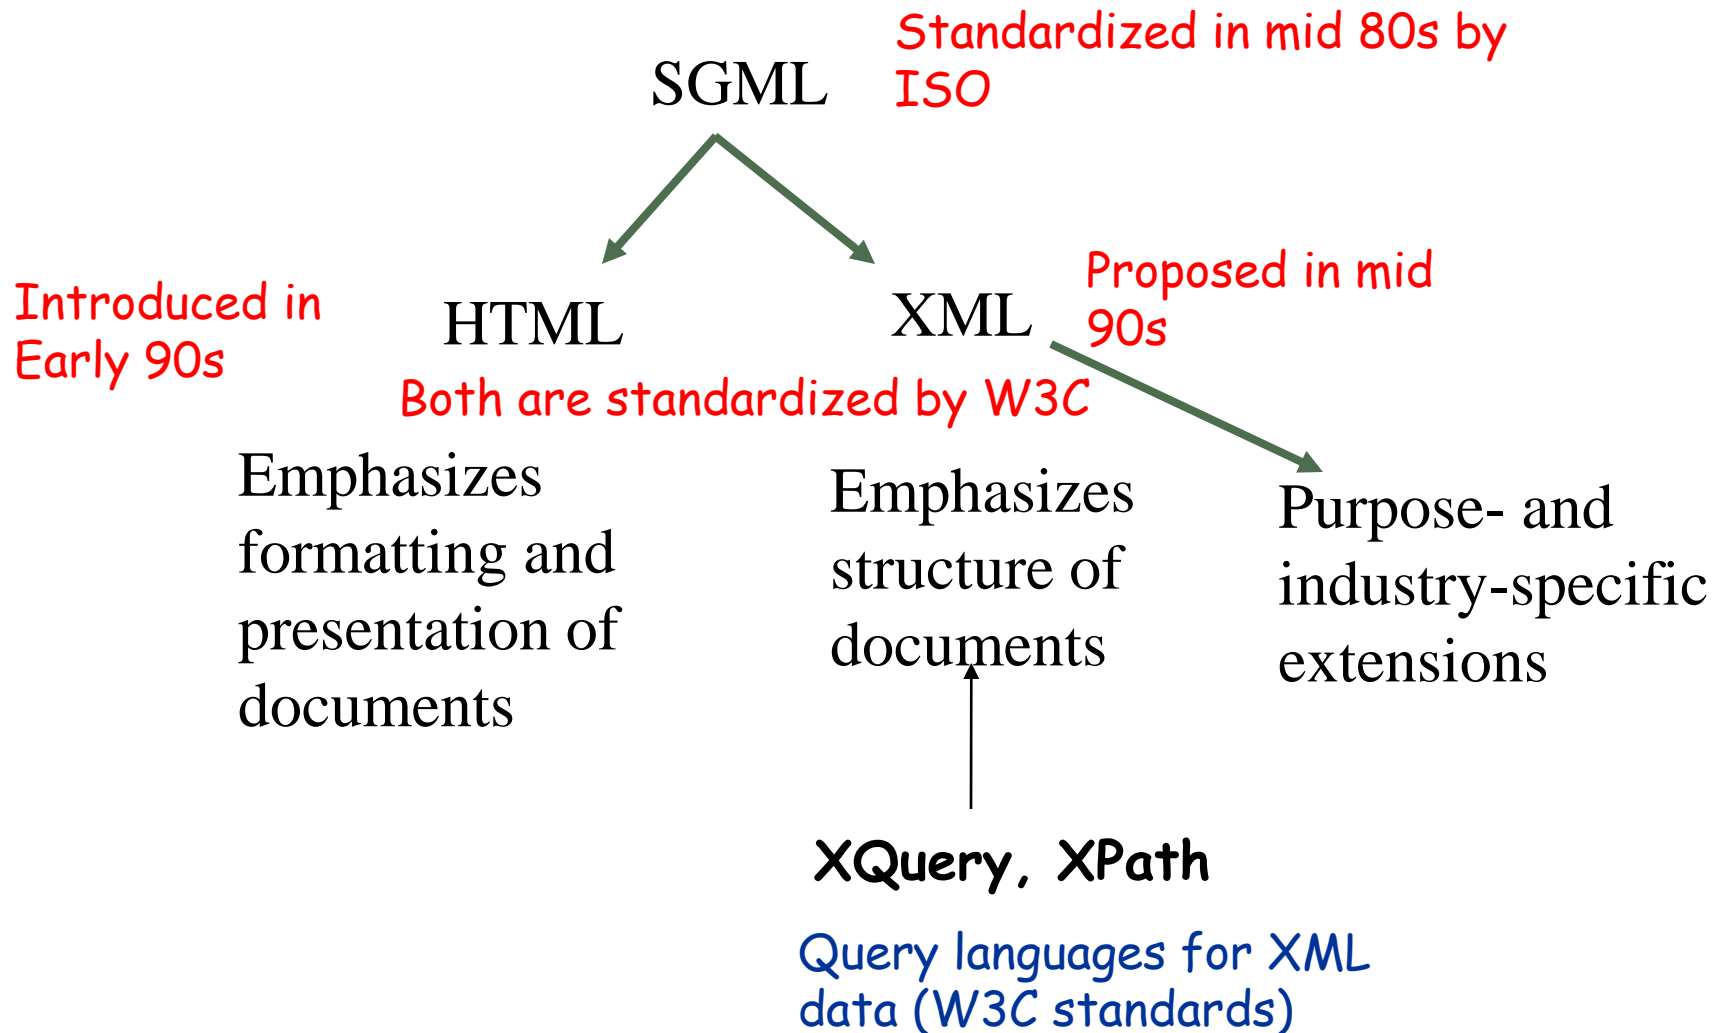 Standardized in mid 80s by
ISO
SGML
Introduced in
Early 90s
HTML
XML
Proposed in mid
90s
Both are standardized by W3C
Emphasizes
formatting and
presentation of
documents
Emphasizes
structure of
documents
Purpose- and
industry-specific
extensions
XQuery, XPath
Query languages for XML
data (W3C standards)